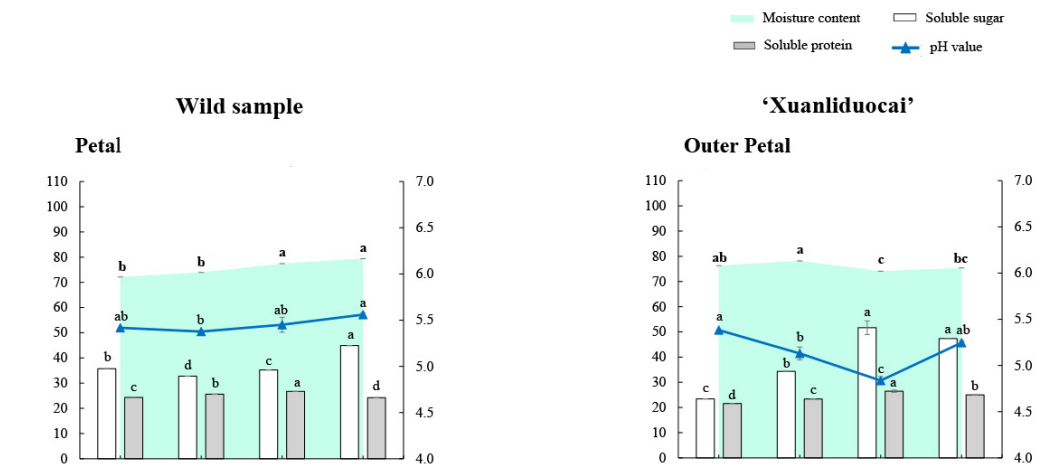 Moisture content Soluble sugar
Soluble protein pH value
Wild sample
Petal
110 7.0
100 6.5
90
80 6.0
70
60 5.5
50
40 5.0
30
20 4.5
10
0 4.0
b b a a
ab b ab a
b d c a
c b a d
‘Xuanliduocai’
Outer Petal
110 7.0
100 6.5
90
80 6.0
70
60 5.5
50
40 5.0
30
20 4.5
10
0 4.0
ab a c bc
a b c ab
c b a a
d c a b